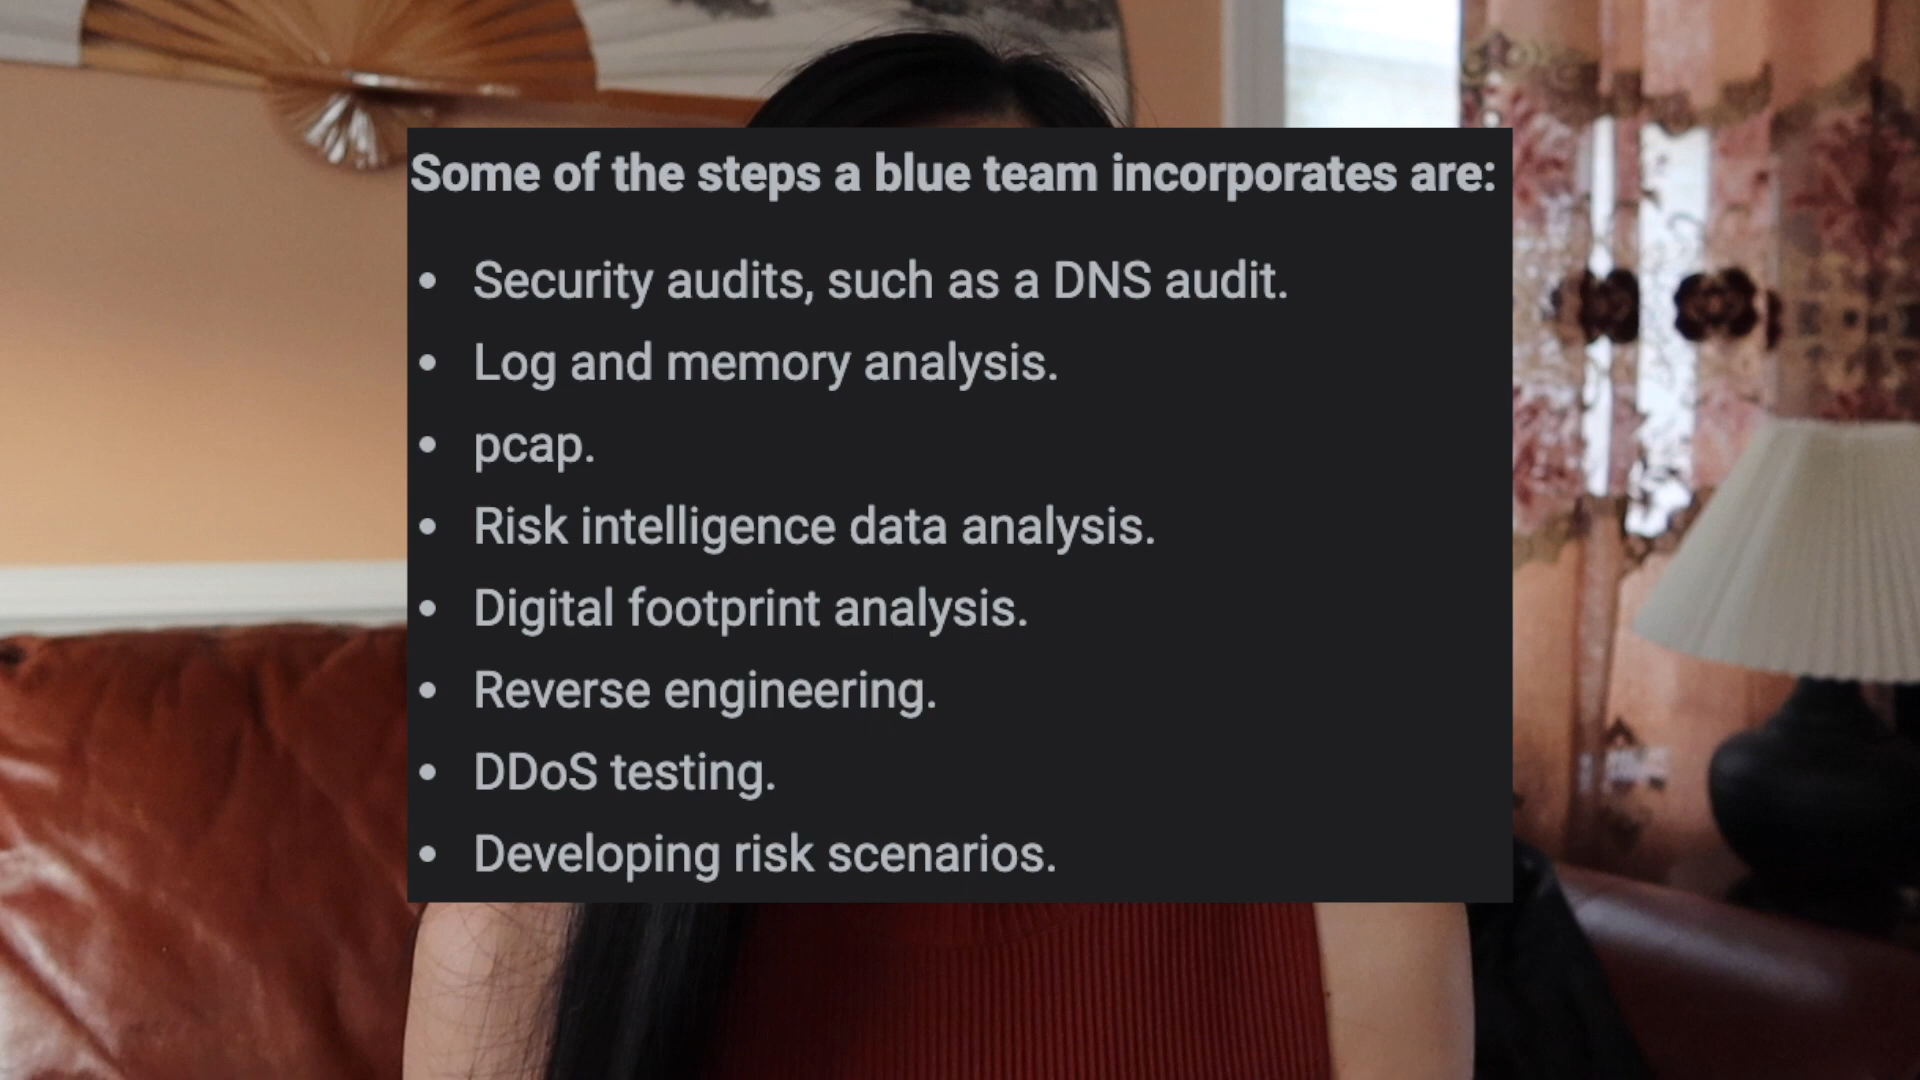 Some of the steps a blue team incorporates are:
• Security audits, such as a DNS audit.
• Log and memory analysis.
• pcap.
• Risk intelligence data analysis.
• Digital footprint analysis.
• Reverse engineering.
• DDoS testing.
• Developing risk scenarios.